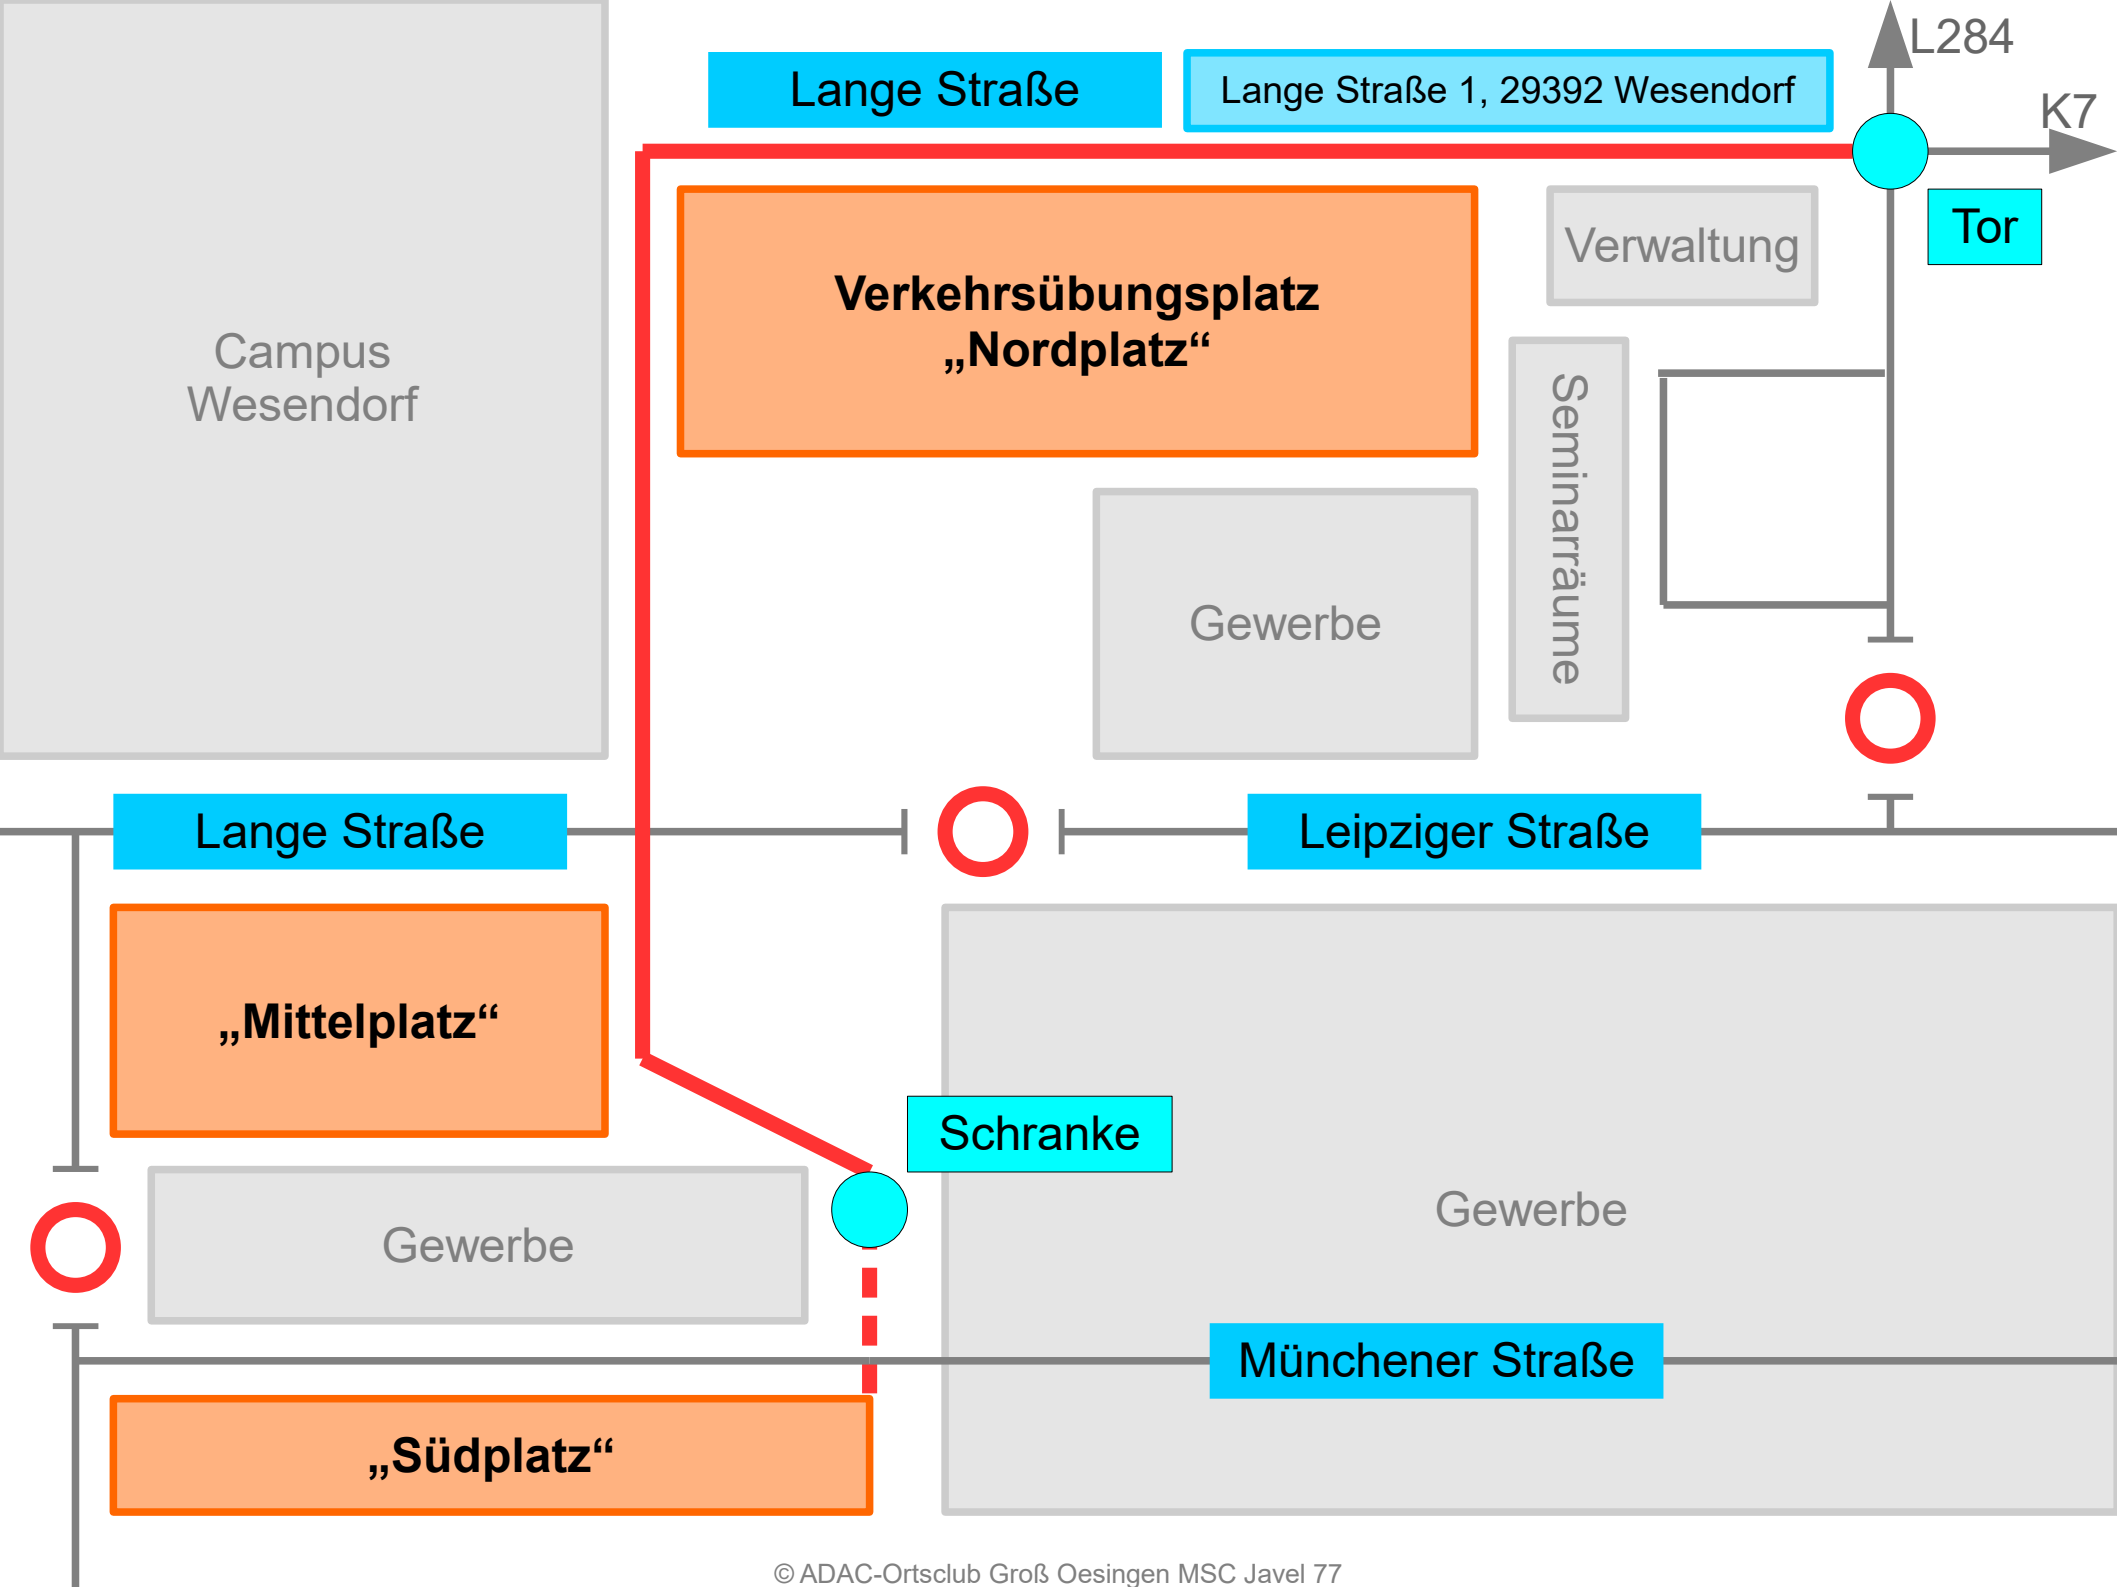 L284
Lange Straße
Lange Straße 1, 29392 Wesendorf
K7
Tor
Verwaltung
Verkehrsübungsplatz
„Nordplatz“
Campus
Wesendorf
Seminarräume
Gewerbe
Lange Straße
Leipziger Straße
„Mittelplatz“
Schranke
Gewerbe
Gewerbe
Münchener Straße
„Südplatz“
© ADAC-Ortsclub Groß Oesingen MSC Javel 77